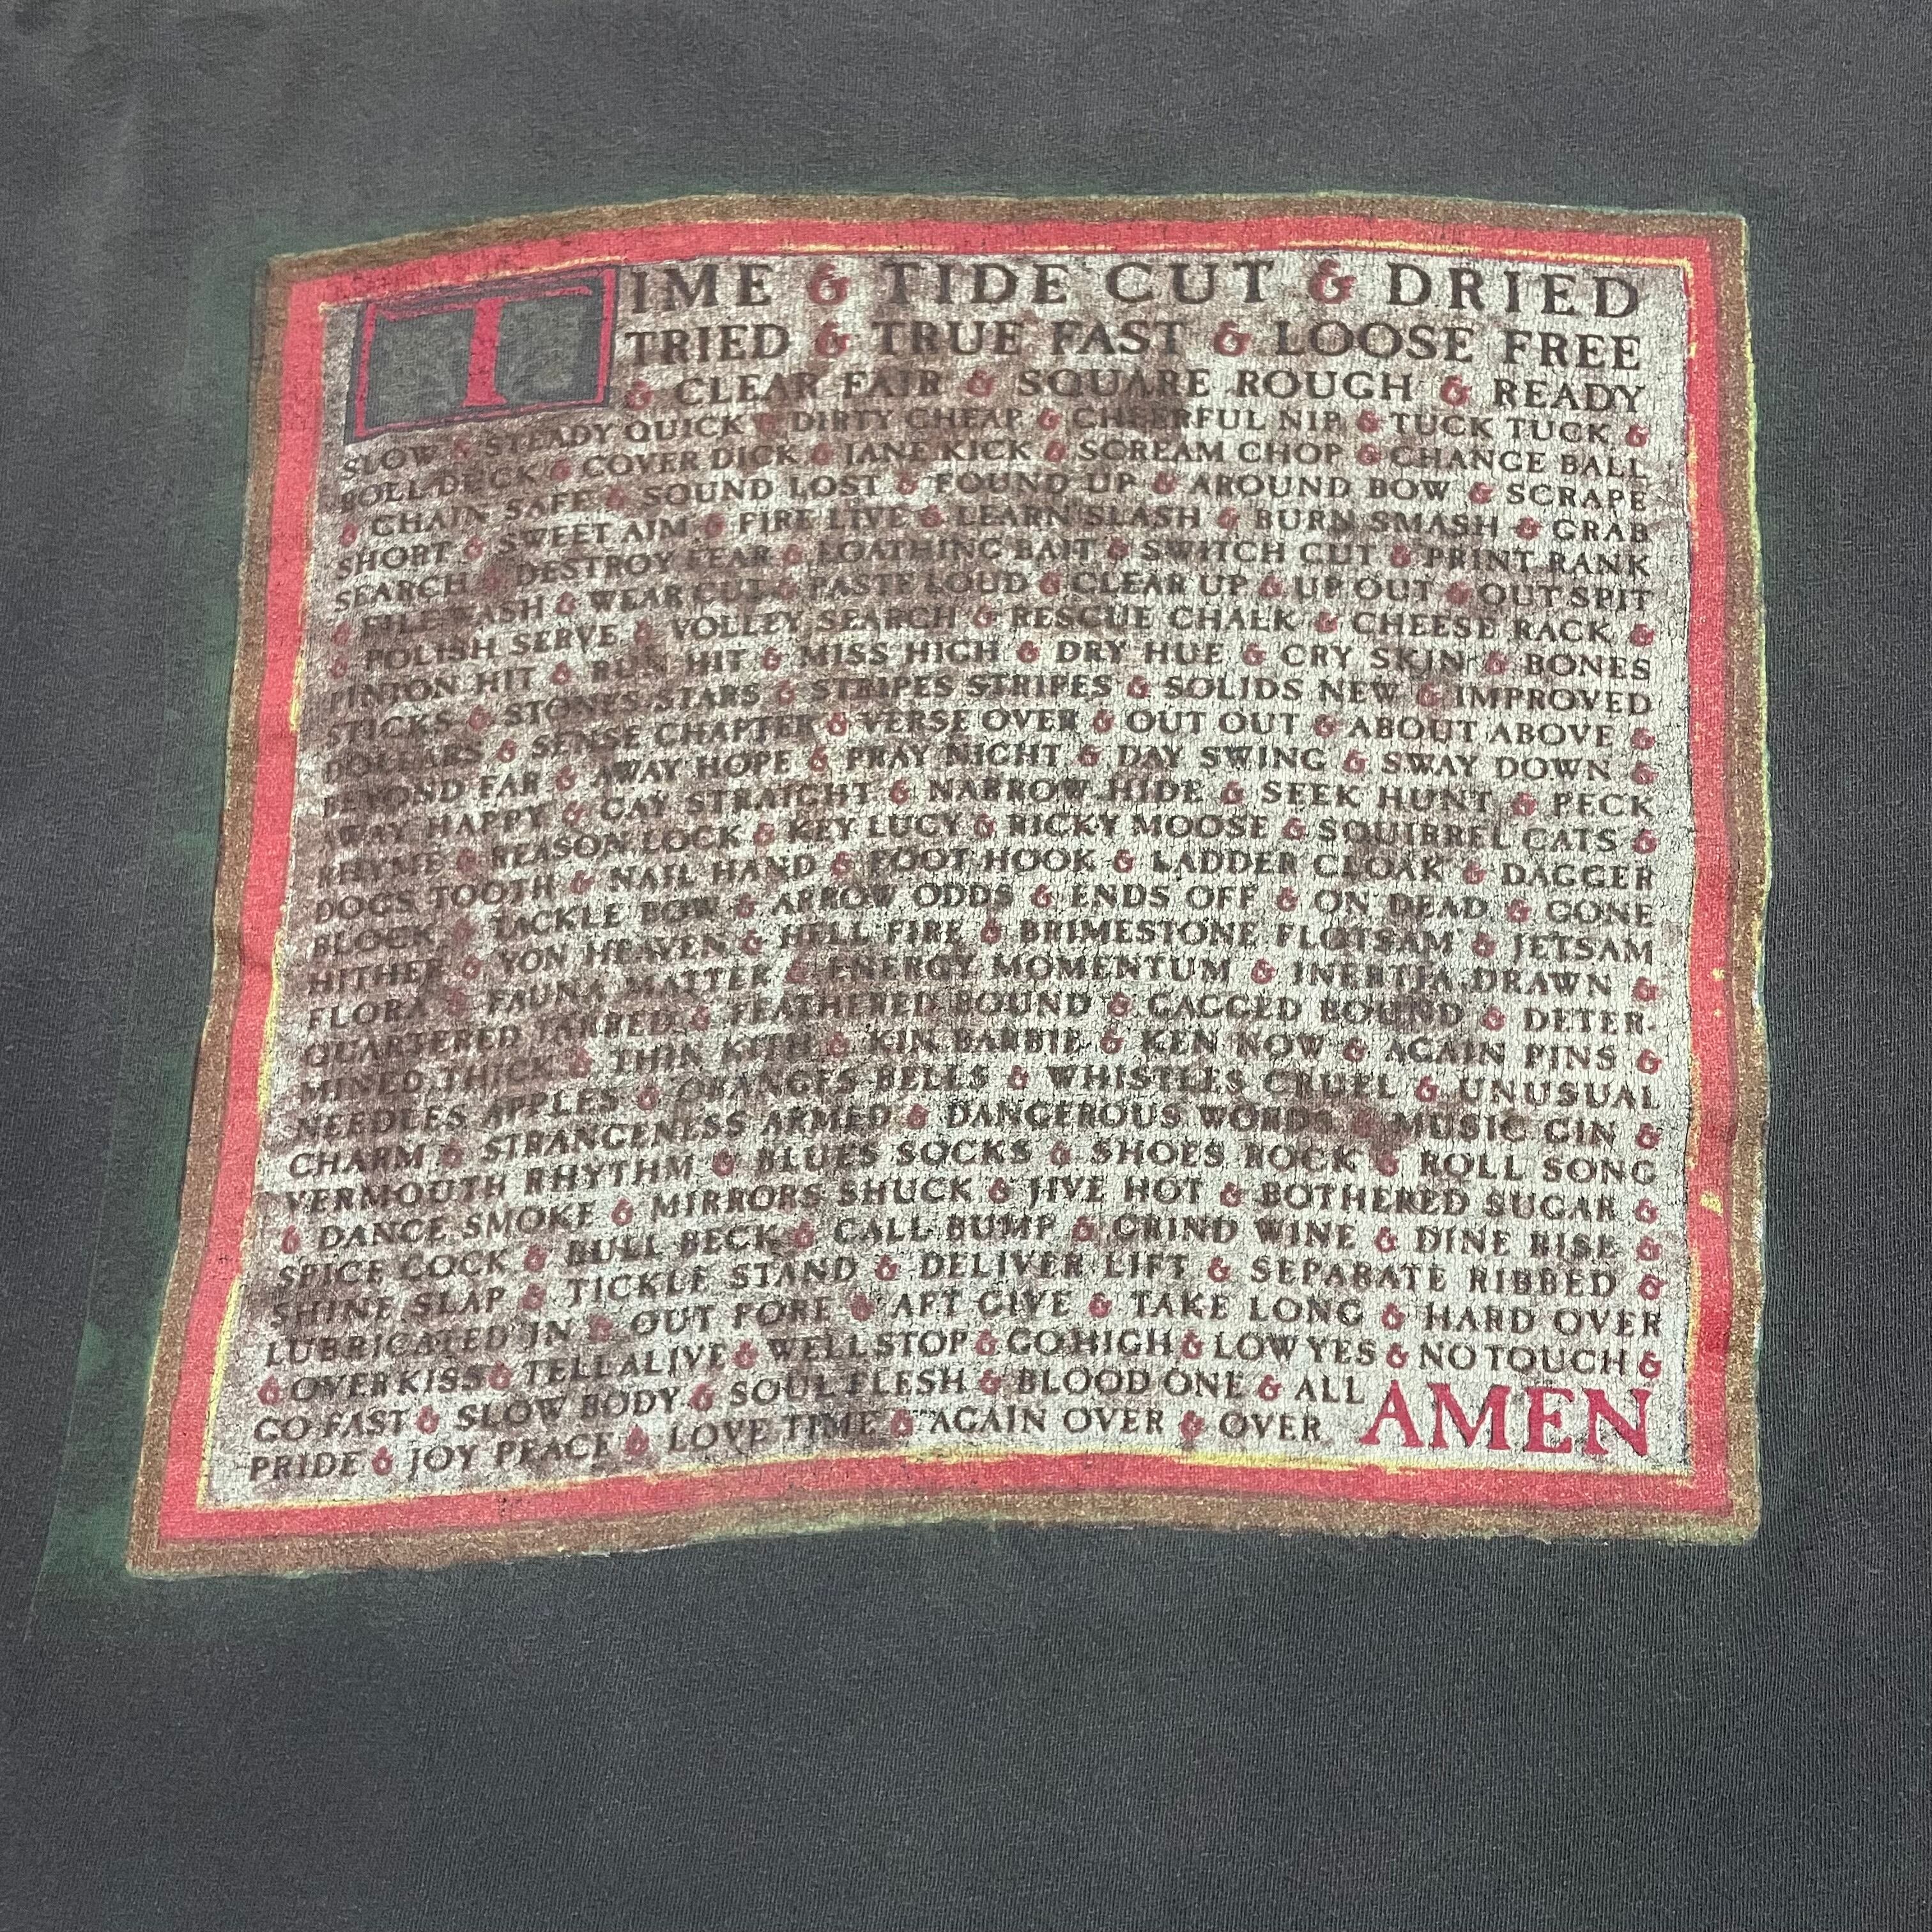 TIME & TIDE CUT & DRIED
TRIED & TRUE FAST & LOOSE FREE
& CLEAR FAIR & SQUARE ROUGH & READY
SLOW & STEADY QUICK & DIRTY CHEAP & CHEERFUL NIP & TUCK TUCK &
ROLL DUCK & COVER DICK & JANE KICK & SCREAM CHOP & CHANGE BALL
& CHAIN SAFE & SOUND LOST & FOUND UP & AROUND BOW & SCRAPE
SHORT & SWEET AIM & FIRE LIVE & LEARN SLASH & BURN SMASH & GRAB
SEARCH & DESTROY FEAR & LOATHING BAIT & SWITCH CUT & PRINT RANK
& FILE WASH & WEAR CUT & PASTE LOUD & CLEAR UP & UP OUT & OUT SPIT
& POLISH SERVE & VOLLEY SEARCH & RESCUE CHALK & CHEESE RACK &
PINION HIT & RUN HIT & MISS HIGH & DRY HUE & CRY SKIN & BONES
STICKS & STONES STARS & STRIPES STRIPES & SOLIDS NEW & IMPROVED
DOLLARS & SENSE CHAPTER & VERSE OVER & OUT OUT & ABOUT ABOVE &
BEYOND FAR & AWAY HOPE & PRAY NIGHT & DAY SWING & SWAY DOWN &
AWAY HAPPY & GAY STRAIGHT & NARROW HIDE & SEEK HUNT & PECK
RHYME & REASON LOCK & KEY LUCY & RICKY MOOSE & SQUIRREL CATS &
DOGS TOOTH & NAIL HAND & FOOT HOOK & LADDER CLOAK & DAGGER
BLOCK & TACKLE BOW & ARROW ODDS & ENDS OFF & ON DEAD & GONE
HITHER & YON HEAVEN & HELL FIRE & BRIMESTONE FLOTSAM & JETSAM
FLORA & FAUNA MATTER & ENERGY MOMENTUM & INERTIA DRAWN &
QUARTERED TARRED & FEATHERED BOUND & GAGGED BOUND & DETER-
MINED THICK & THIN KITH & KIN BARBIE & KEN NOW & AGAIN PINS &
NEEDLES APPLES & ORANGES BELLS & WHISTLES CRUEL & UNUSUAL
CHARM & STRANGENESS ARMED & DANGEROUS WORDS & MUSIC GIN &
VERMOUTH RHYTHM & BLUES SOCKS & SHOES ROCK & ROLL SONG
& DANCE SMOKE & MIRRORS SHUCK & JIVE HOT & BOTHERED SUGAR &
SPICE COCK & BULL BECK & CALL BUMP & GRIND WINE & DINE RISE &
SHINE SLAP & TICKLE STAND & DELIVER LIFT & SEPARATE RIBBED &
LUBRICATED IN & OUT FORE & AFT GIVE & TAKE LONG & HARD OVER
& OVER KISS & TELL ALIVE & WELL STOP & GO HIGH & LOW YES & NO TOUCH &
GO FAST & SLOW BODY & SOUL FLESH & BLOOD ONE & ALL
PRIDE & JOY PEACE & LOVE TIME & AGAIN OVER & OVER AMEN